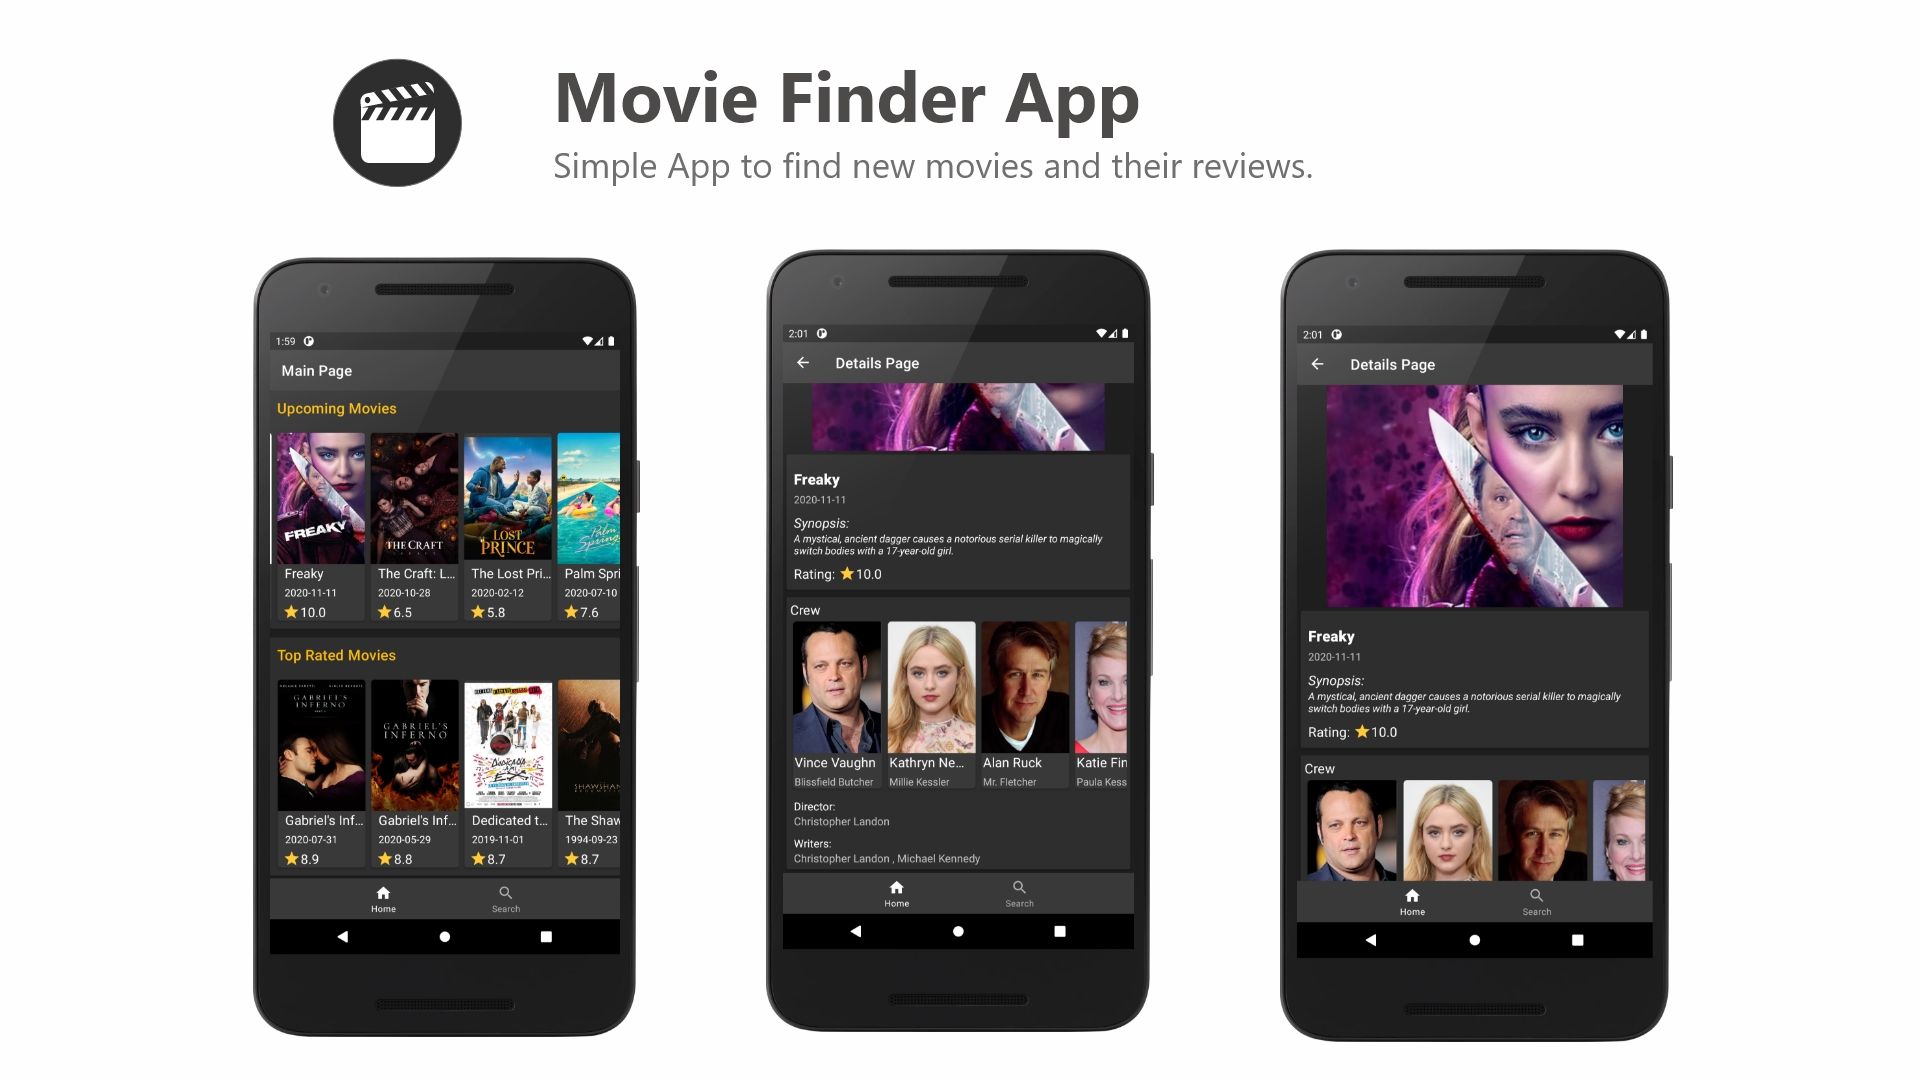 Movie Finder App
Simple App to find new movies and their reviews.
1:59
Main Page
Upcoming Movies
FREAKY
THE CRAFT
LOST
PRINCE
Palm
Springs
Freaky
The Craft: L...
The Lost Pri...
Palm Spri
2020-11-11
2020-10-28
2020-02-12
2020-07-10
10.0
6.5
5.8
7.6
Top Rated Movies
GABRIEL'S
INFERNO
GABRIEL'S
INFERNO
SHAWSHAN
Gabriel's Inf...
Gabriel's Inf...
Dedicated t...
The Shaw
2020-07-31
2020-05-29
2019-11-01
1994-09-23
8.9
8.8
8.7
8.7
Home
Search
2:01
Details Page
Freaky
2020-11-11
Synopsis:
A mystical, ancient dagger causes a notorious serial killer to magically
switch bodies with a 17-year-old girl.
Rating: 10.0
Crew
Vince Vaughn
Kathryn Ne...
Alan Ruck
Katie Fin
Blissfield Butcher
Millie Kessler
Mr. Fletcher
Paula Kess
Director:
Christopher Landon
Writers:
Christopher Landon , Michael Kennedy
Home
Search
2:01
Details Page
Freaky
2020-11-11
Synopsis:
A mystical, ancient dagger causes a notorious serial killer to magically
switch bodies with a 17-year-old girl.
Rating: 10.0
Crew
Home
Search